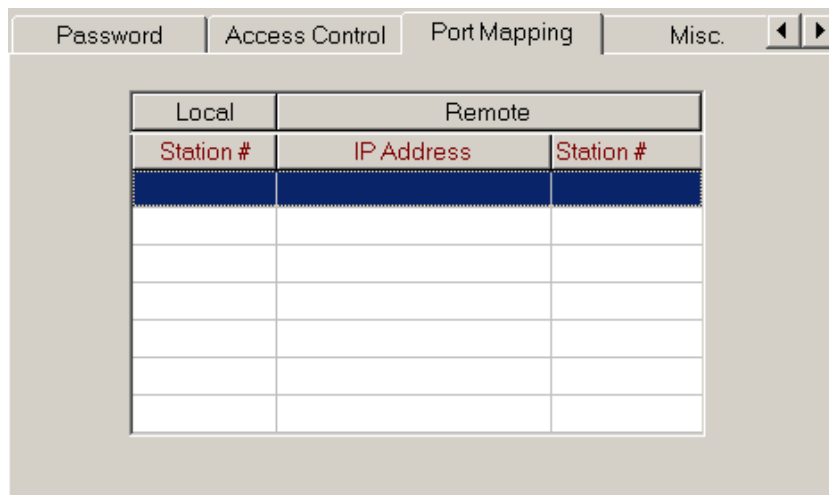 Password Access Control Port Mapping Misc.
Local Remote
Station # IP Address Station #